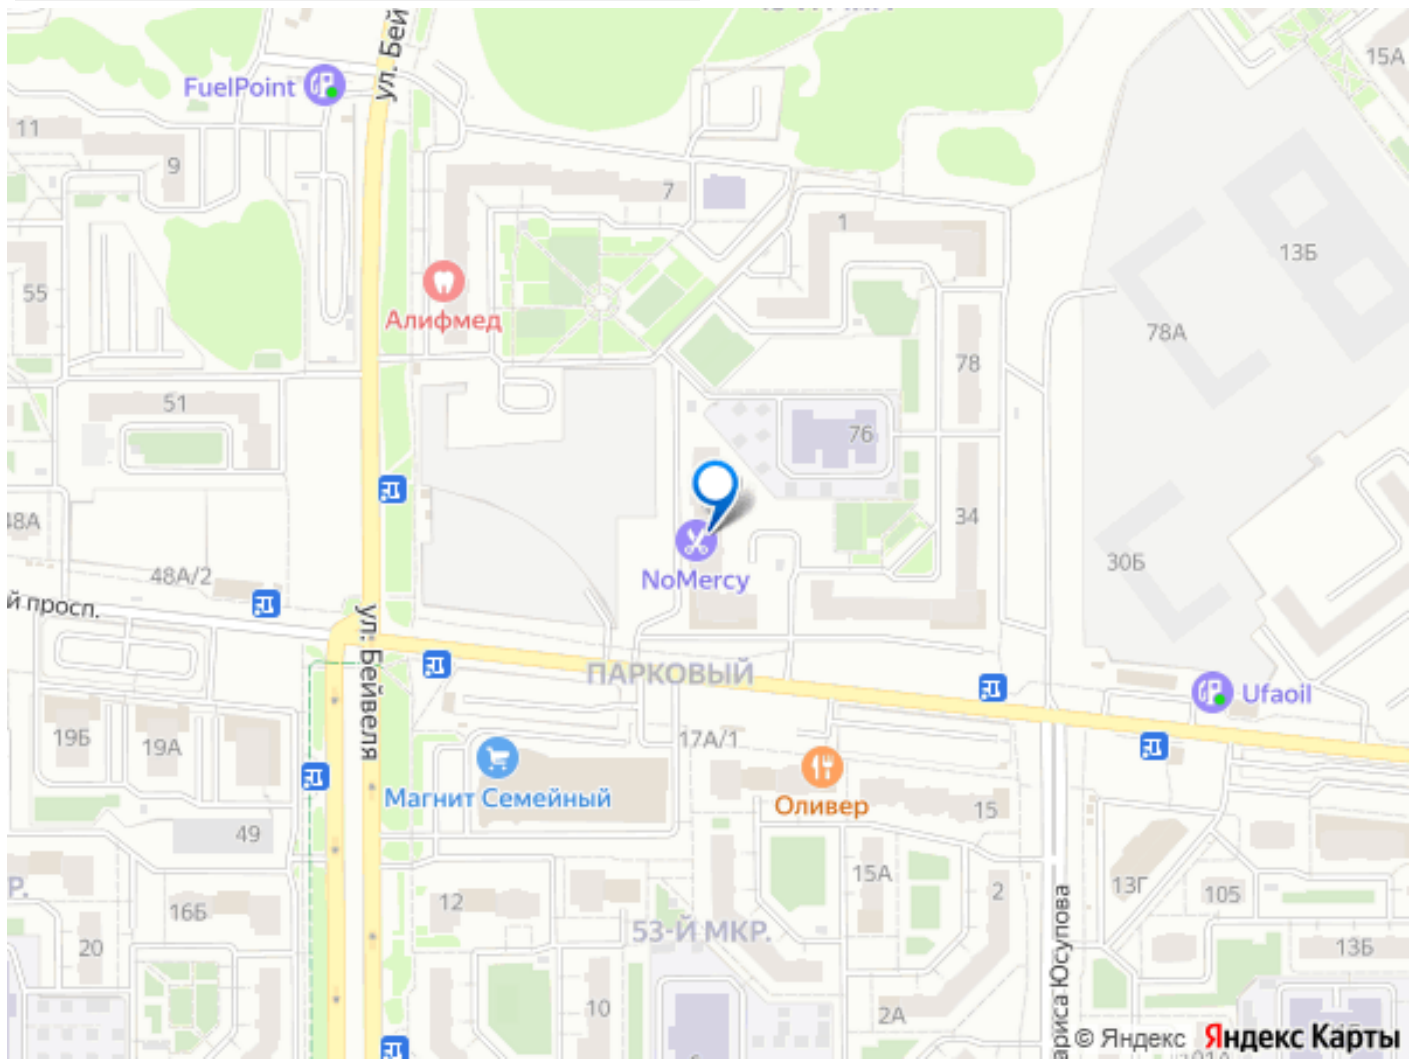 ул. Бей
FuelPoint
15А
11
9
7
1
13Б
55
Алифмед
78А
78
51
76
48А
34
48А/2
30Б
NoMercy
й просп.
ул. Бейвеля
ПАРКОВЫЙ
Ufaoil
19Б
19А
17А/1
Магнит Семейный
Оливер
15
49
15А
13Г
105
2
12
16Б
Р.
20
53-Й МКР.
13Б
10
2А
ариса Юсупова
© Яндекс Яндекс Карты